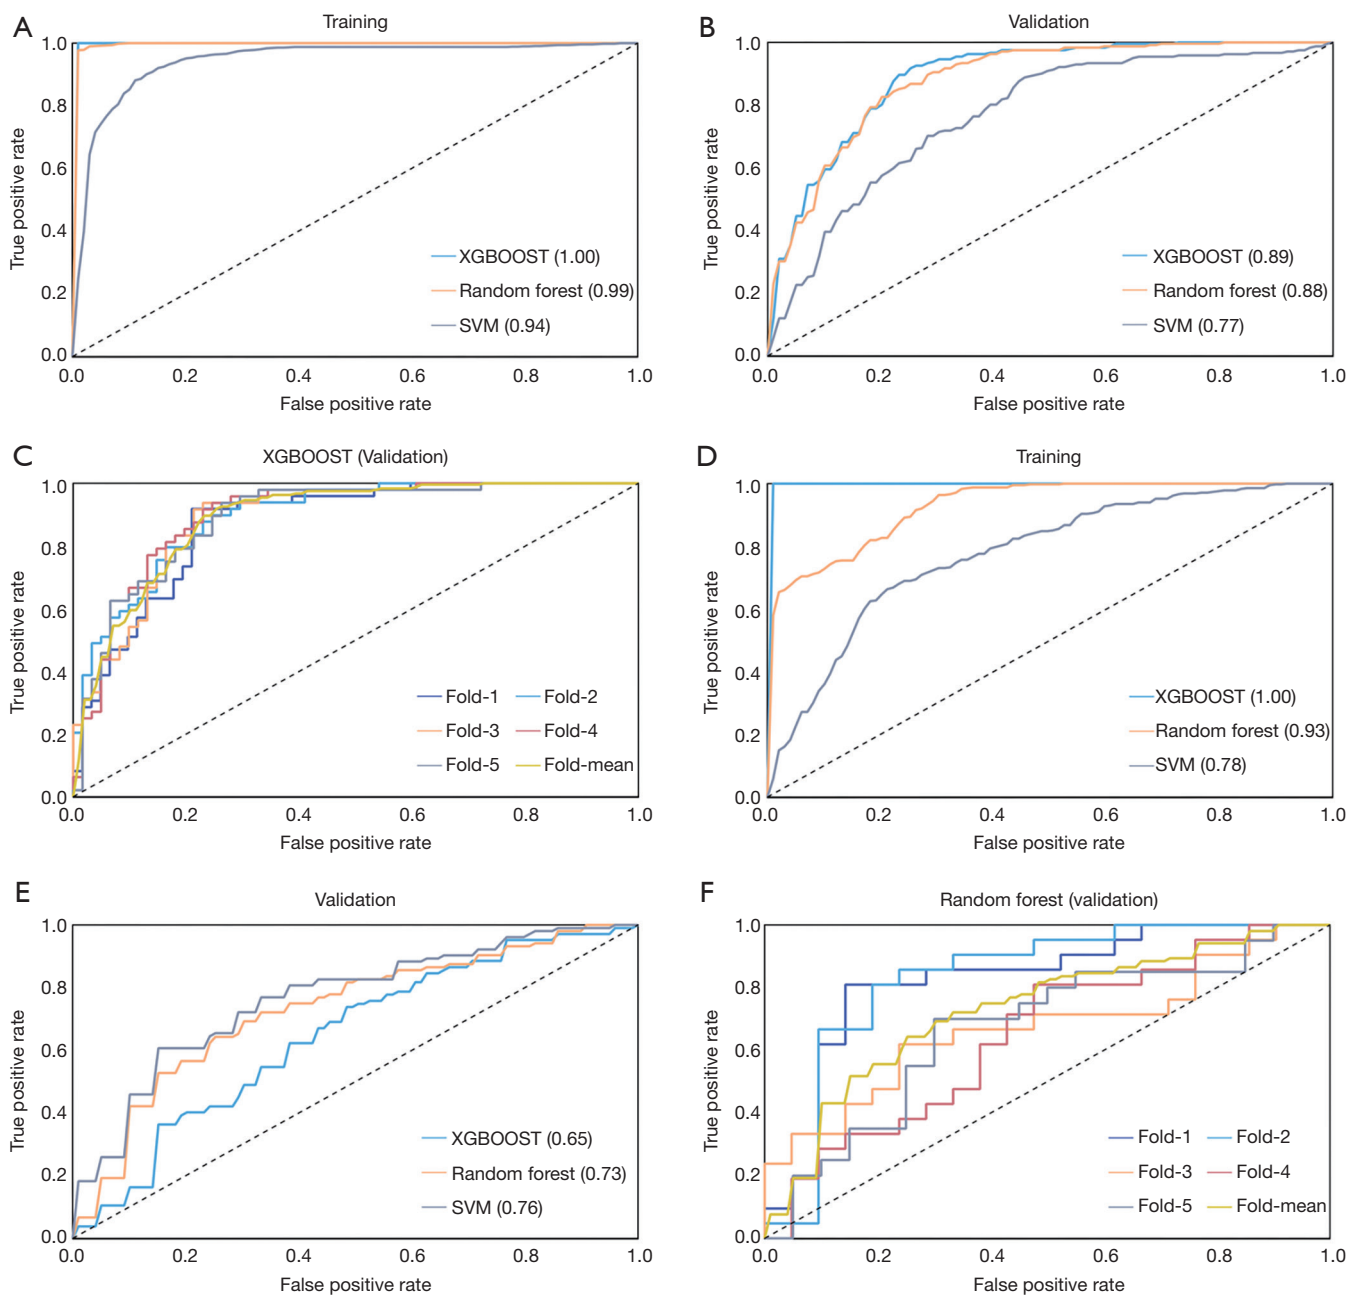 A
Training
True positive rate
1.0
0.8
0.6
0.4
0.2
0.0
XGBOOST (1.00)
Random forest (0.99)
SVM (0.94)
0.0 0.2 0.4 0.6 0.8 1.0
False positive rate
B
Validation
True positive rate
1.0
0.8
0.6
0.4
0.2
0.0
XGBOOST (0.89)
Random forest (0.88)
SVM (0.77)
0.0 0.2 0.4 0.6 0.8 1.0
False positive rate
C
XGBOOST (Validation)
True positive rate
1.0
0.8
0.6
0.4
0.2
0.0
Fold-1 Fold-2
Fold-3 Fold-4
Fold-5 Fold-mean
0.0 0.2 0.4 0.6 0.8 1.0
False positive rate
D
Training
True positive rate
1.0
0.8
0.6
0.4
0.2
0.0
XGBOOST (1.00)
Random forest (0.93)
SVM (0.78)
0.0 0.2 0.4 0.6 0.8 1.0
False positive rate
E
Validation
True positive rate
1.0
0.8
0.6
0.4
0.2
0.0
XGBOOST (0.65)
Random forest (0.73)
SVM (0.76)
0.0 0.2 0.4 0.6 0.8 1.0
False positive rate
F
Random forest (validation)
True positive rate
1.0
0.8
0.6
0.4
0.2
0.0
Fold-1 Fold-2
Fold-3 Fold-4
Fold-5 Fold-mean
0.0 0.2 0.4 0.6 0.8 1.0
False positive rate